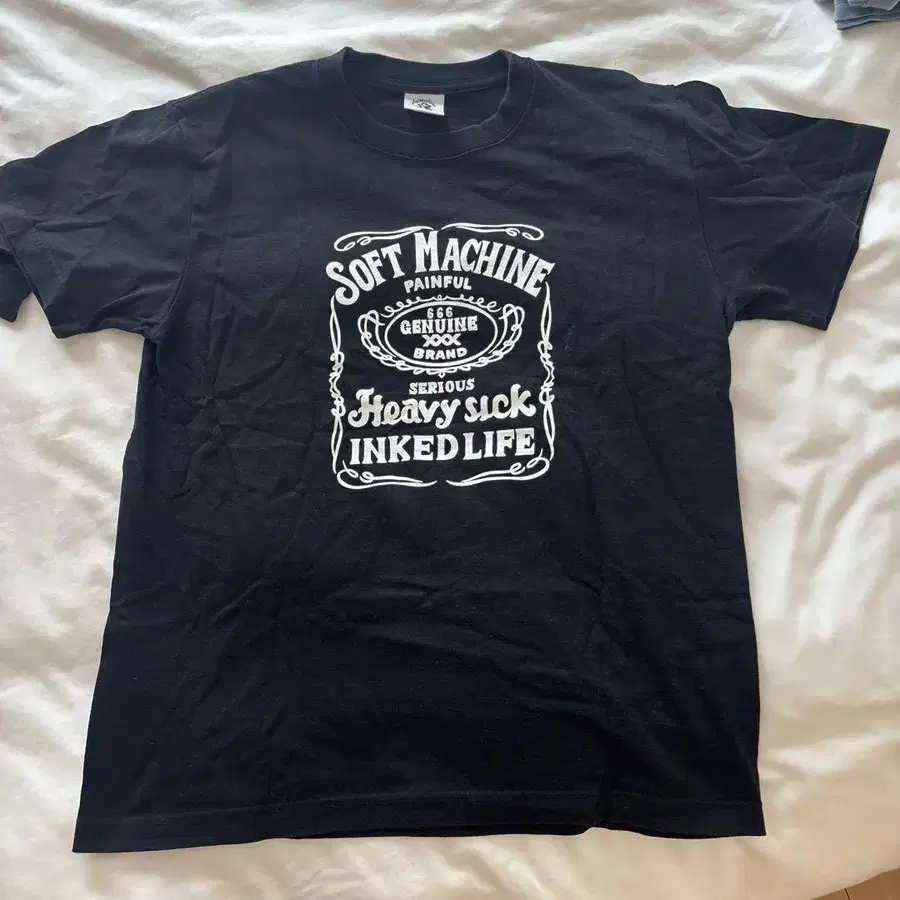 SOFT MACHINE
PAINFUL
666
GENUINE
XXX
BRAND
SERIOUS
Heavy sick
INKED LIFE